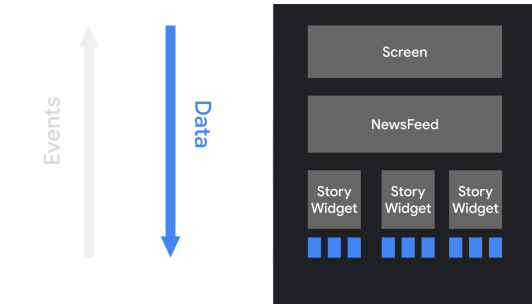 Events
Data
Screen
NewsFeed
Story
Widget
Story
Widget
Story
Widget